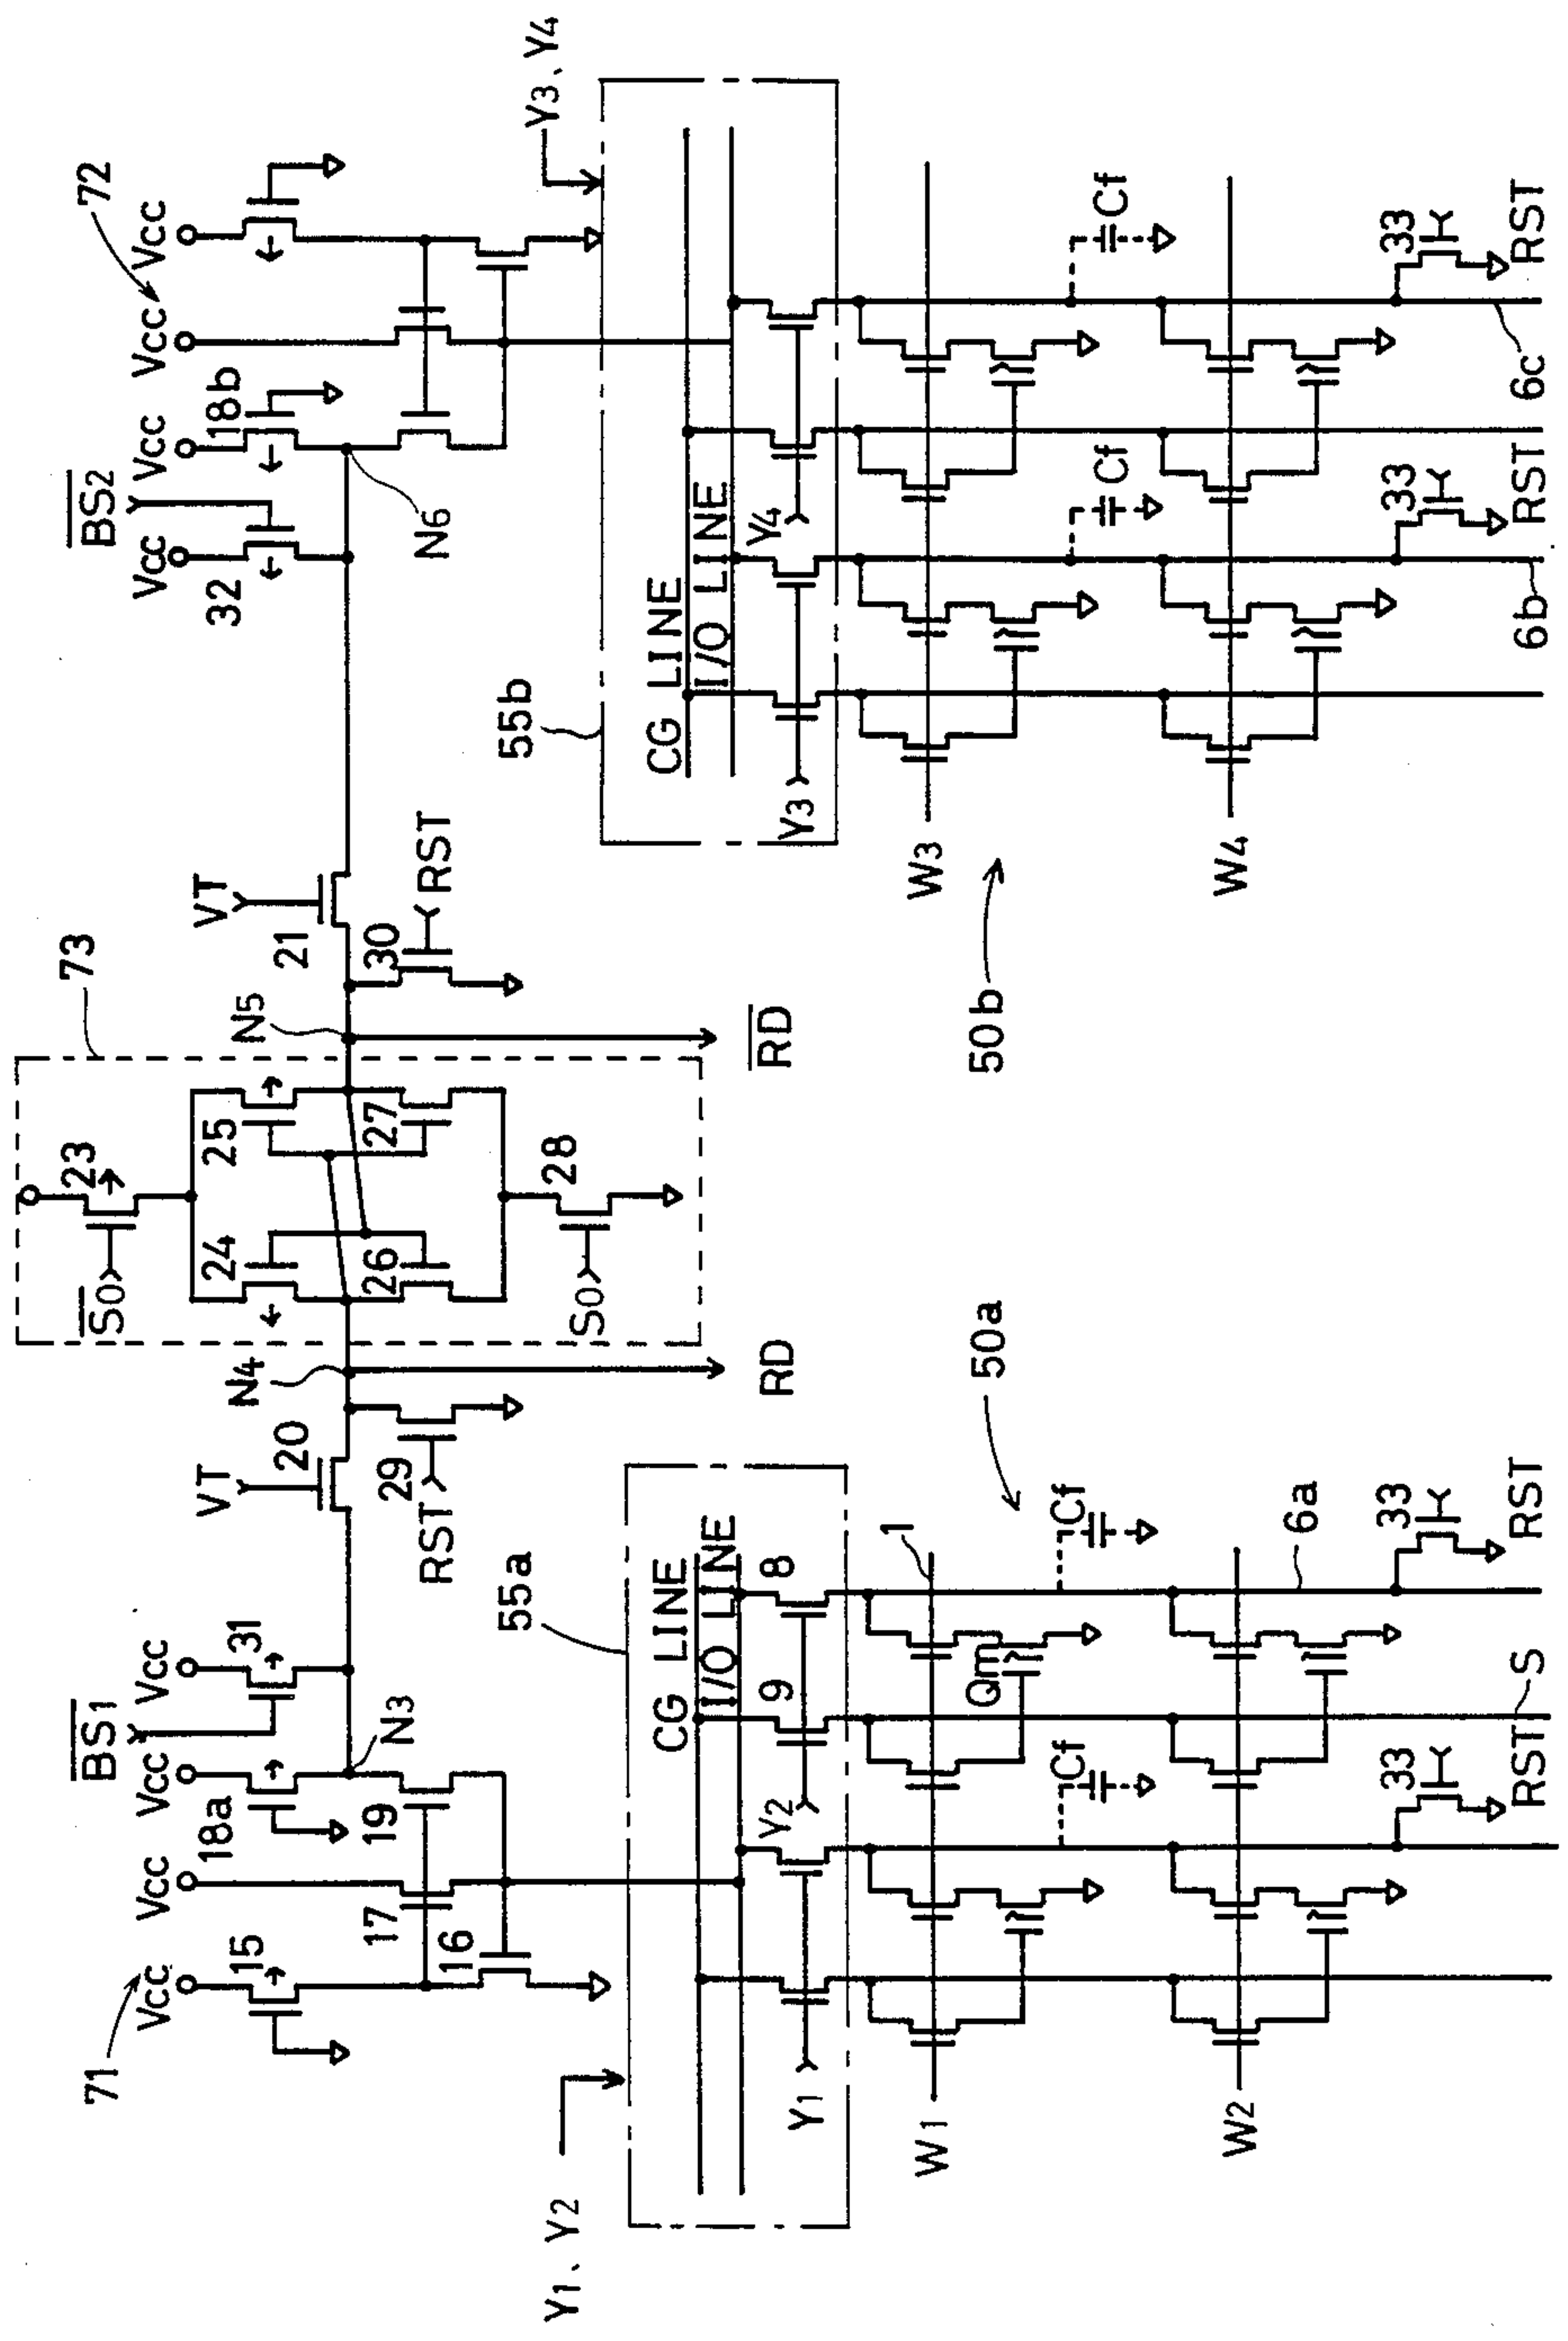 71
Vcc
Vcc
Vcc
Vcc
BS1
15
17
18a
31
16
19
N3
VT
20
29
RST
N4
RD
S0
23
24
25
26
27
S0
28
73
N5
RD
VT
21
30
RST
BS2
Vcc
Vcc
Vcc
Vcc
72
32
18b
N6
Y1、Y2
55a
CG LINE
I/O LINE
Y1
Y2
9
8
W1
1
Qm
Cf
Cf
50a
W2
6a
33
33
RST
S
RST
Y3、Y4
55b
CG LINE
I/O LINE
Y3
Y4
W3
Cf
Cf
50b
W4
33
33
6b
RST
6c
RST